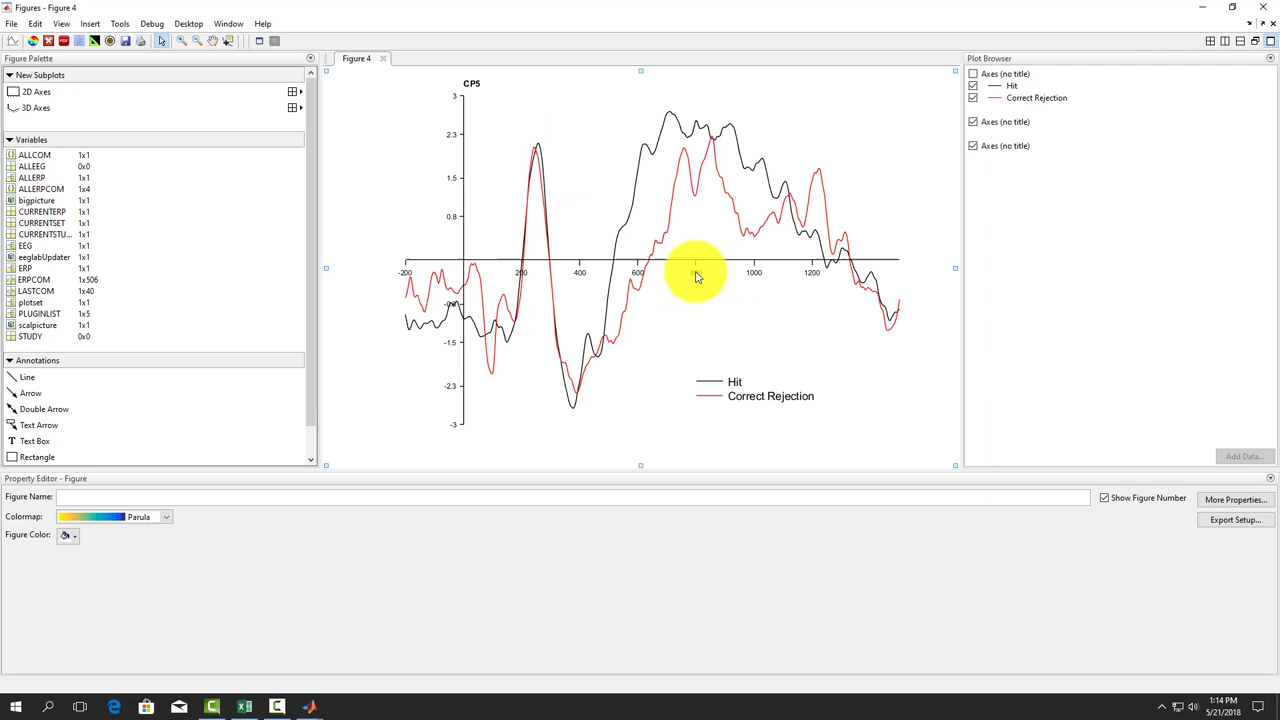 Figures - Figure 4
File Edit View Insert Tools Debug Desktop Window Help
Figure Palette
New Subplots
2D Axes
3D Axes
Variables
ALLCOM 1x1
ALLEEG 0x0
ALLERP 1x1
ALLERPCOM 1x4
bigpicture 1x1
CURRENTERP 1x1
CURRENTSET 1x1
CURRENTSTU... 1x1
EEG 1x1
eeglabUpdater 1x1
ERP 1x1
ERPCOM 1x506
LASTCOM 1x40
plotset 1x1
PLUGINLIST 1x5
scalpicture 1x1
STUDY 0x0
Annotations
Line
Arrow
Double Arrow
Text Arrow
Text Box
Rectangle
Figure 4
CP5
3
2.3
1.5
0.8
-200 200 400 600 1000 1200
-1.5
-2.3
-3
Hit
Correct Rejection
Plot Browser
Axes (no title)
Hit
Correct Rejection
Axes (no title)
Axes (no title)
Add Data...
Property Editor - Figure
Figure Name:
Show Figure Number
More Properties...
Colormap: Parula
Export Setup...
Figure Color:
1:14 PM
5/21/2018